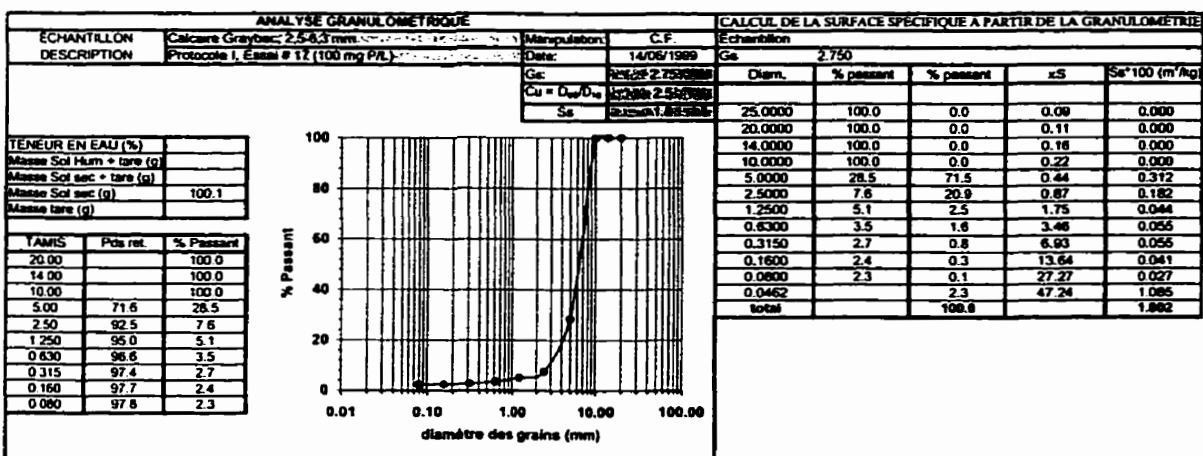 ANALYSE GRANULOMÉTRIQUE
ÉCHANTILLON Calcaire Graybec, 2,5-6,3 mm Manipulation: C.F.
DESCRIPTION Protocole I, Essai # 12 (100 mg P/L) Date: 14/06/1999
Gs:
Cu = D60/D10
Ss
TENEUR EN EAU (%)
Masse Sol Hum + tare (g)
Masse Sol sec + tare (g)
Masse Sol sec (g) 100.1
Masse tare (g)
TAMIS Pds ret. % Passant
20.00 100.0
14.00 100.0
10.00 100.0
5.00 71.6 28.5
2.50 92.5 7.6
1.250 95.0 5.1
0.630 96.6 3.5
0.315 97.4 2.7
0.160 97.7 2.4
0.080 97.8 2.3
% Passant
100
80
60
40
20
0
0.01 0.10 1.00 10.00 100.00
diamètre des grains (mm)
CALCUL DE LA SURFACE SPÉCIFIQUE A PARTIR DE LA GRANULOMÉTRIE
Échantillon
Gs 2.750
Diam. % passant % passant xS Ss*100 (m²/kg)
25.0000 100.0 0.0 0.09 0.000
20.0000 100.0 0.0 0.11 0.000
14.0000 100.0 0.0 0.16 0.000
10.0000 100.0 0.0 0.22 0.000
5.0000 28.5 71.5 0.44 0.312
2.5000 7.6 20.9 0.87 0.182
1.2500 5.1 2.5 1.75 0.044
0.6300 3.5 1.6 3.46 0.055
0.3150 2.7 0.8 6.93 0.055
0.1600 2.4 0.3 13.64 0.041
0.0800 2.3 0.1 27.27 0.027
0.0462 2.3 47.24 1.085
total